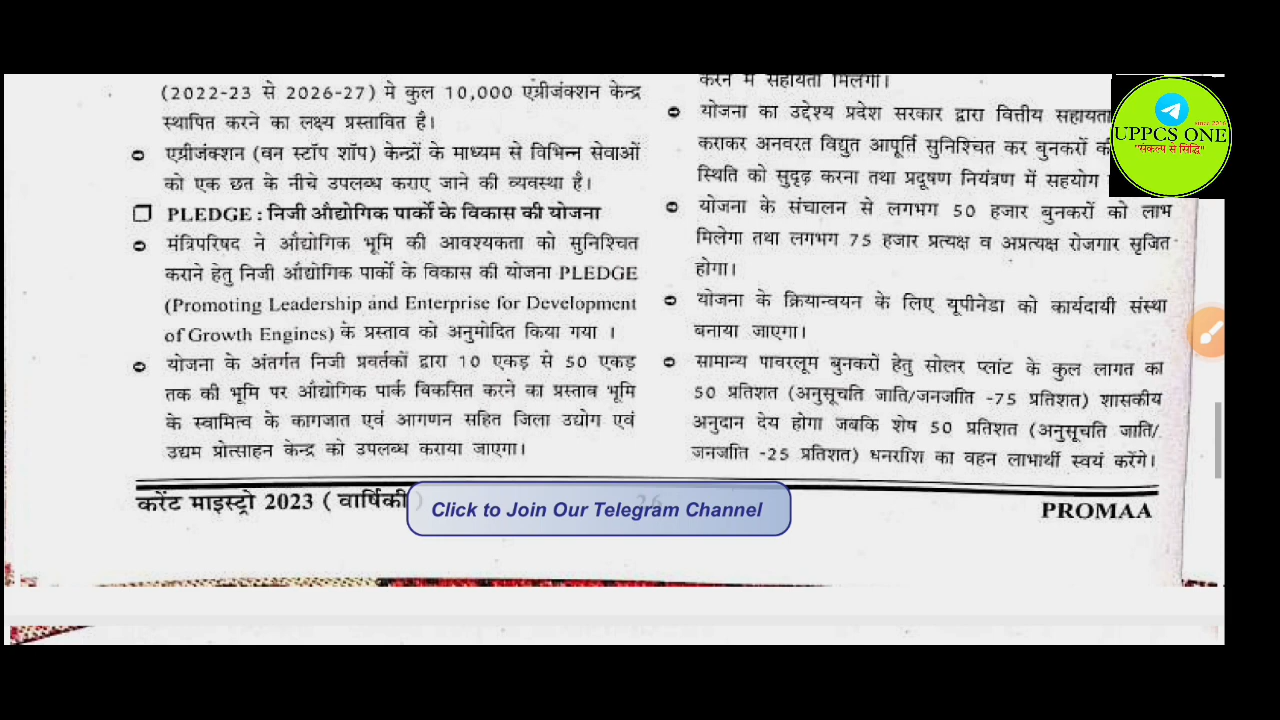 (2022-23 से 2026-27) मे कुल 10,000 एग्रीजंक्शन केन्द्र
स्थापित करने का लक्ष्य प्रस्तावित है।
एग्रीजंक्शन (वन स्टॉप शॉप) केन्द्रों के माध्यम से विभिन्न सेवाओं
को एक छत के नीचे उपलब्ध कराए जाने की व्यवस्था है।
PLEDGE : निजी औद्योगिक पार्कों के विकास की योजना
मंत्रिपरिषद ने औद्योगिक भूमि की आवश्यकता को सुनिश्चित
कराने हेतु निजी औद्योगिक पार्कों के विकास की योजना PLEDGE
(Promoting Leadership and Enterprise for Development
of Growth Engines) के प्रस्ताव को अनुमोदित किया गया ।
योजना के अंतर्गत निजी प्रवर्तकों द्वारा 10 एकड़ से 50 एकड़
तक की भूमि पर औद्योगिक पार्क विकसित करने का प्रस्ताव भूमि
के स्वामित्व के कागजात एवं आगणन सहित जिला उद्योग एवं
उद्यम प्रोत्साहन केन्द्र को उपलब्ध कराया जाएगा।
करने में सहायता मिलेगी।
योजना का उद्देश्य प्रदेश सरकार द्वारा वित्तीय सहायता
कराकर अनवरत विद्युत आपूर्ति सुनिश्चित कर बुनकरों
स्थिति को सुदृढ़ करना तथा प्रदूषण नियंत्रण में सहयोग
योजना के संचालन से लगभग 50 हजार बुनकरों को लाभ
मिलेगा तथा लगभग 75 हजार प्रत्यक्ष व अप्रत्यक्ष रोजगार सृजित
होगा।
योजना के क्रियान्वयन के लिए यूपीनेडा को कार्यदायी संस्था
बनाया जाएगा।
सामान्य पावरलूम बुनकरों हेतु सोलर प्लांट के कुल लागत का
50 प्रतिशत (अनुसूचति जाति/जनजाति -75 प्रतिशत) शासकीय
अनुदान देय होगा जबकि शेष 50 प्रतिशत (अनुसूचति जाति/
जनजाति -25 प्रतिशत) धनराशि का वहन लाभार्थी स्वयं करेंगे।
करेंट माइस्ट्रो 2023 ( वार्षिकी ) 26 PROMAA
Click to Join Our Telegram Channel
UPPCS ONE
"संकल्प से सिद्धि"